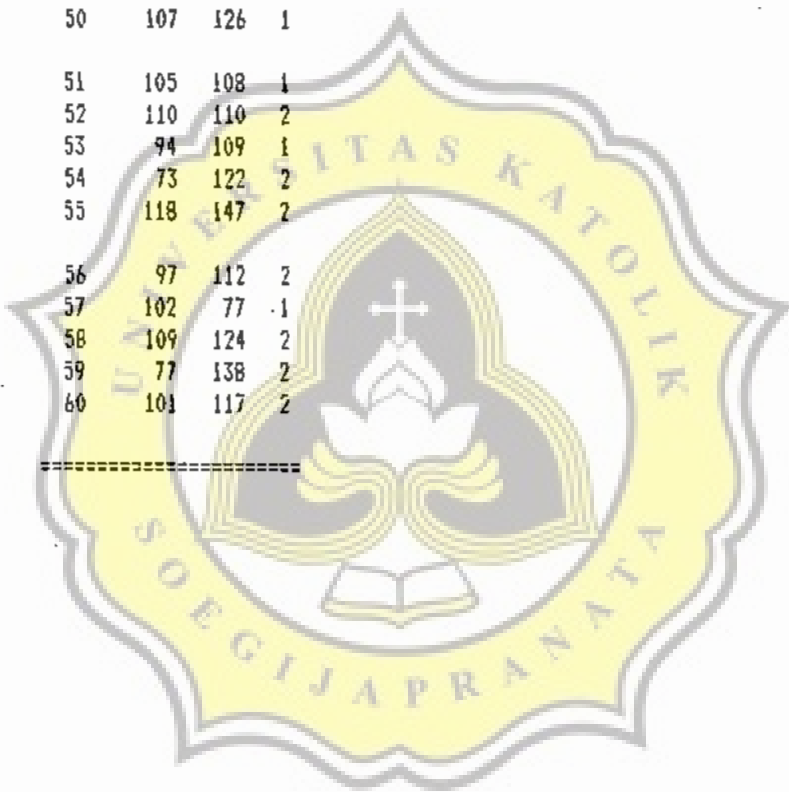 50 107 126 1
51 105 108 1
52 110 110 2
53 94 109 1
54 73 122 2
55 118 147 2
56 97 112 2
57 102 77 1
58 109 124 2
59 77 138 2
60 101 117 2
==========================
UNIVERSITAS KATOLIK
SOEGIJAPRANATA